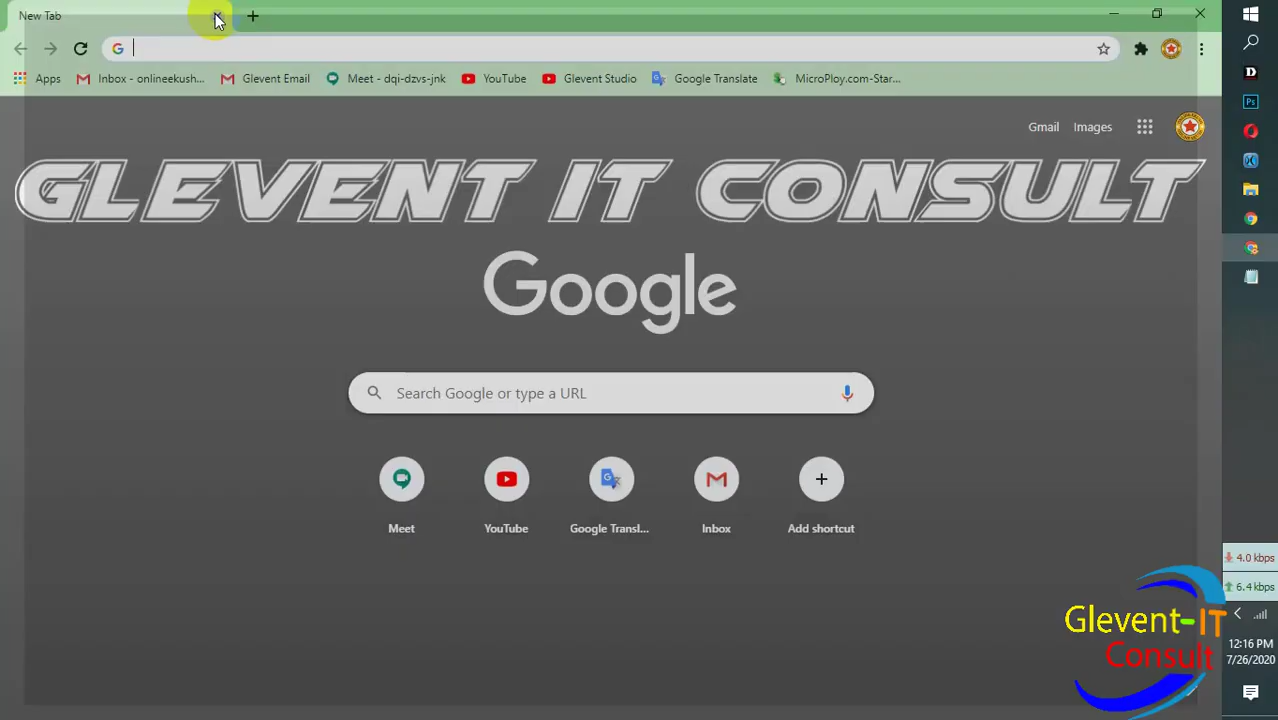 New Tab
Apps
Inbox - onlineekush...
Glevent Email
Meet - dqi-dzvs-jnk
YouTube
Glevent Studio
Google Translate
MicroPloy.com-Star...
Gmail
Images
GLEVENT IT CONSULT
Google
Search Google or type a URL
Meet
YouTube
Google Transl...
Inbox
Add shortcut
4.0 kbps
6.4 kbps
Glevent-IT
Consult
12:16 PM
7/26/2020